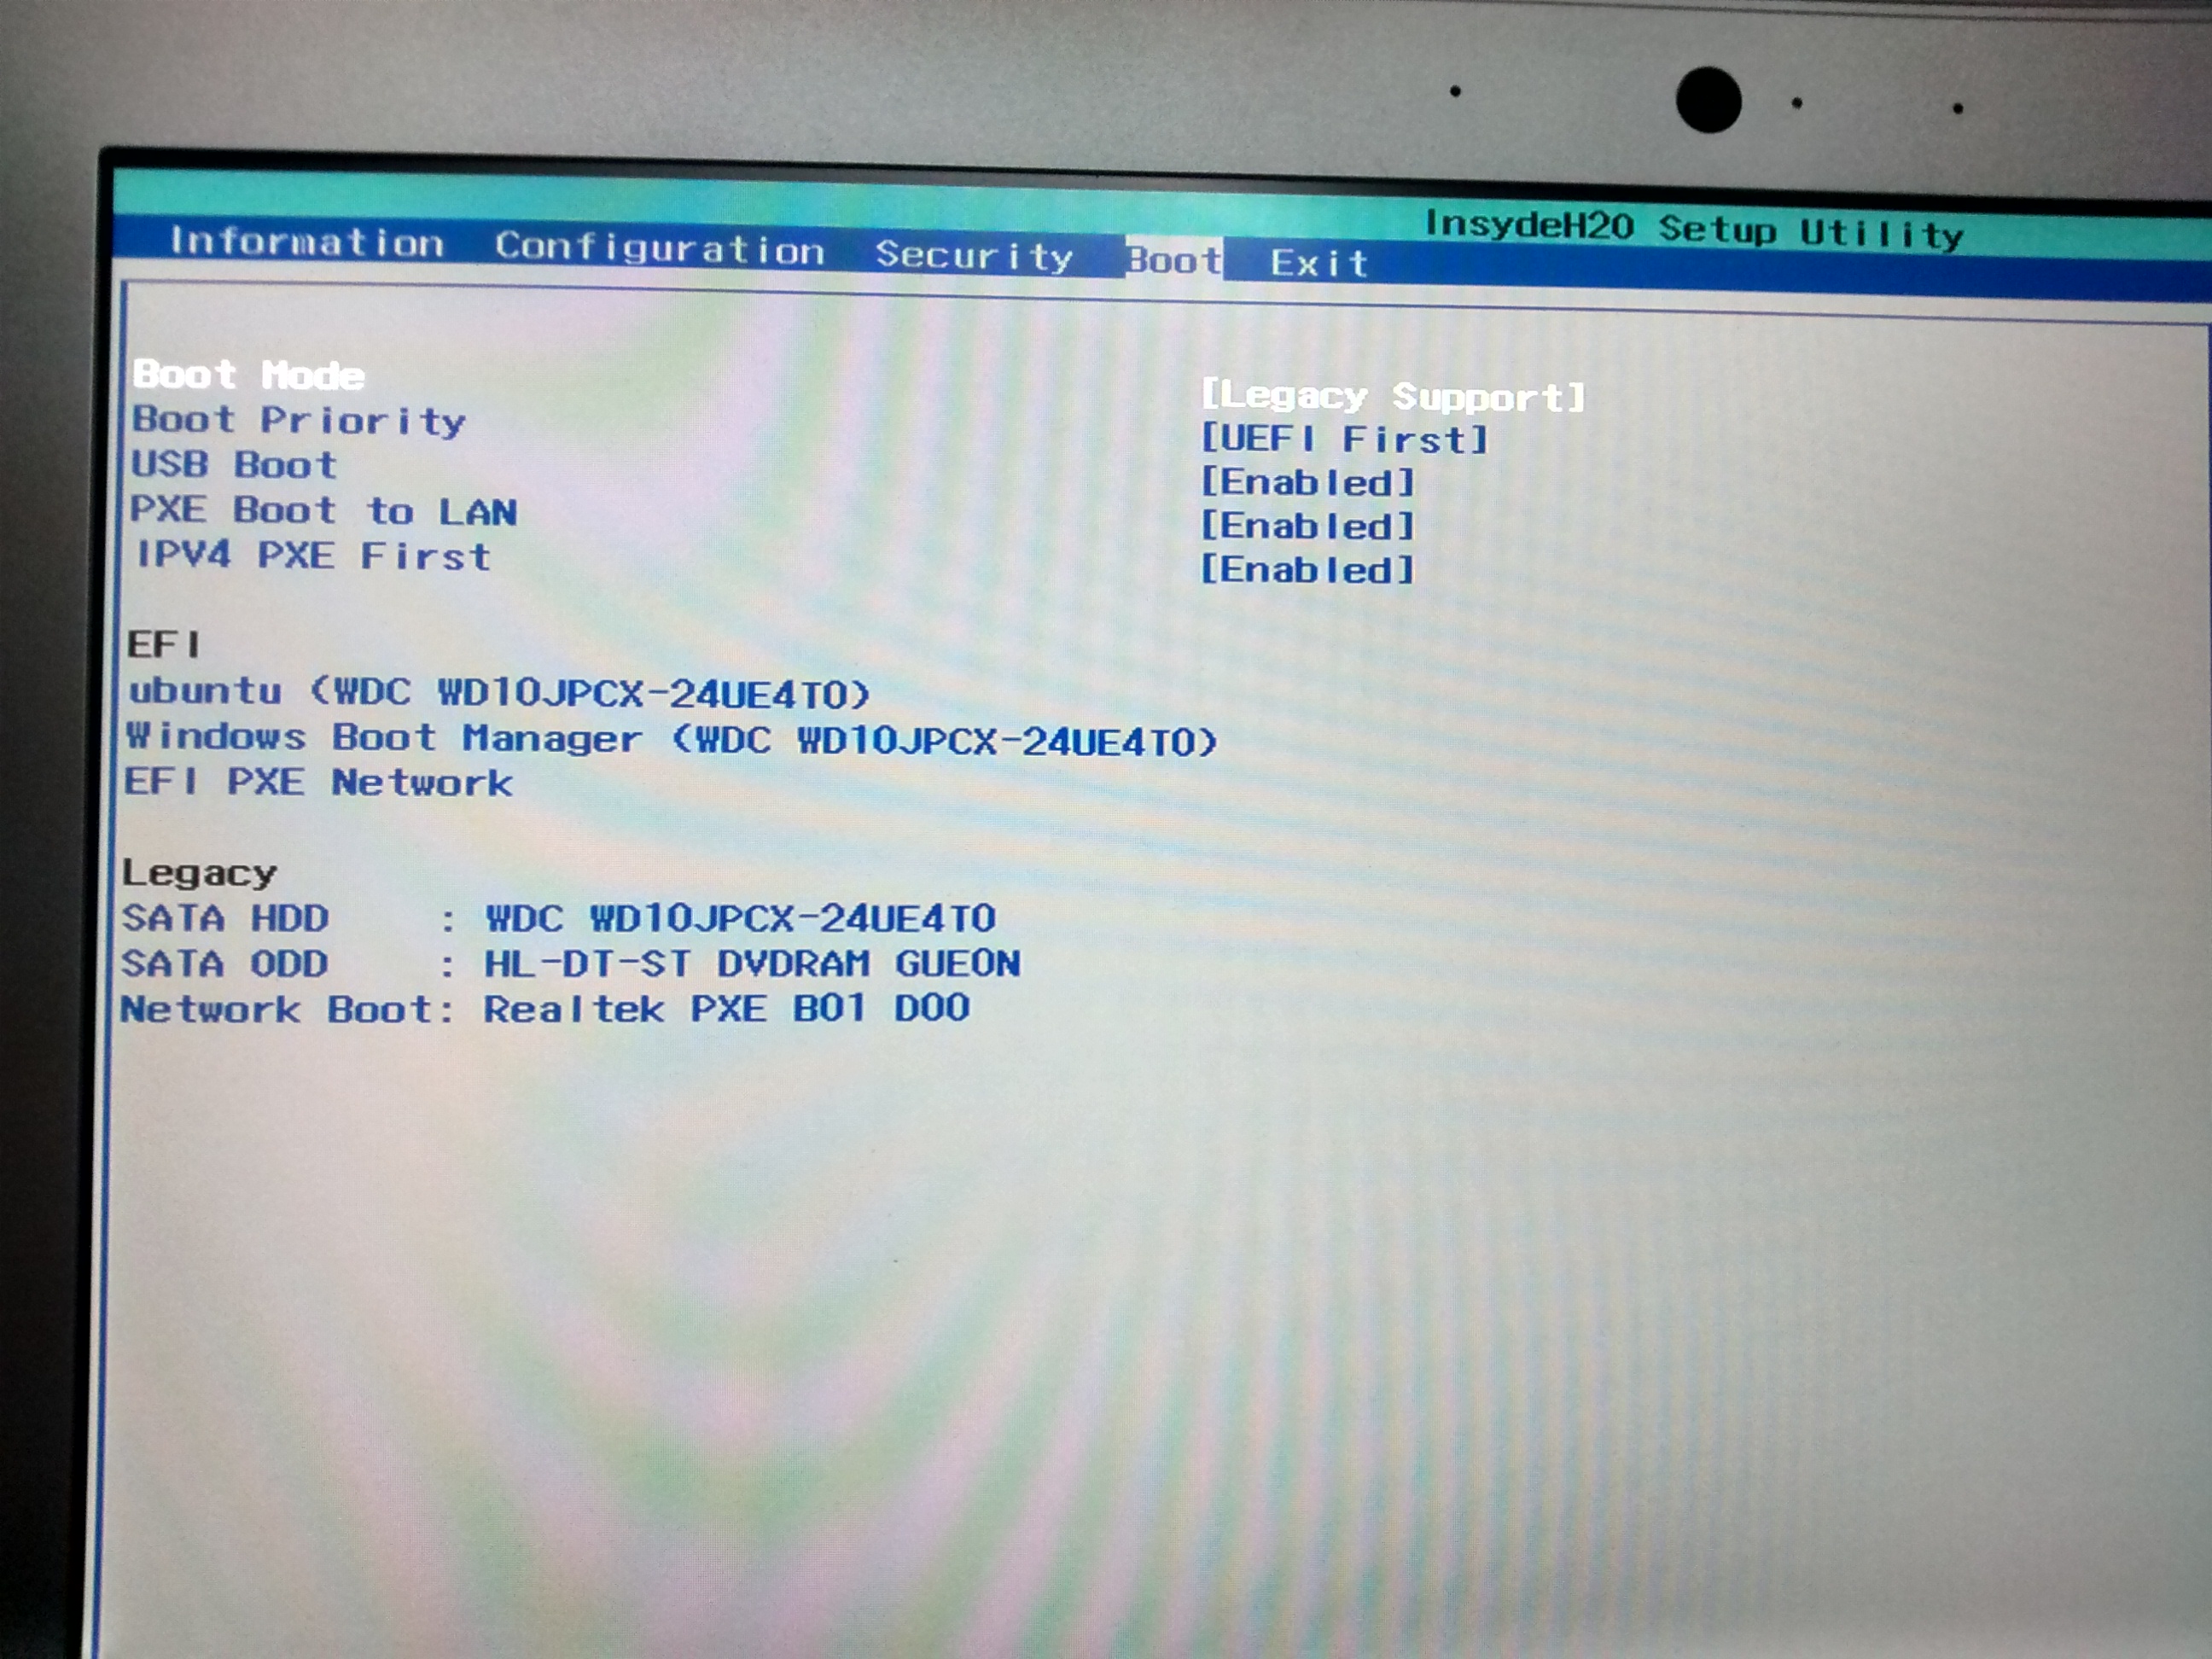 InsydeH20 Setup Utility
Information Configuration Security Boot Exit
Boot Mode [Legacy Support]
Boot Priority [UEFI First]
USB Boot [Enabled]
PXE Boot to LAN [Enabled]
IPV4 PXE First [Enabled]
EFI
ubuntu (WDC WD10JPCX-24UE4T0)
Windows Boot Manager (WDC WD10JPCX-24UE4T0)
EFI PXE Network
Legacy
SATA HDD : WDC WD10JPCX-24UE4T0
SATA ODD : HL-DT-ST DVDRAM GUE0N
Network Boot: Realtek PXE B01 D00